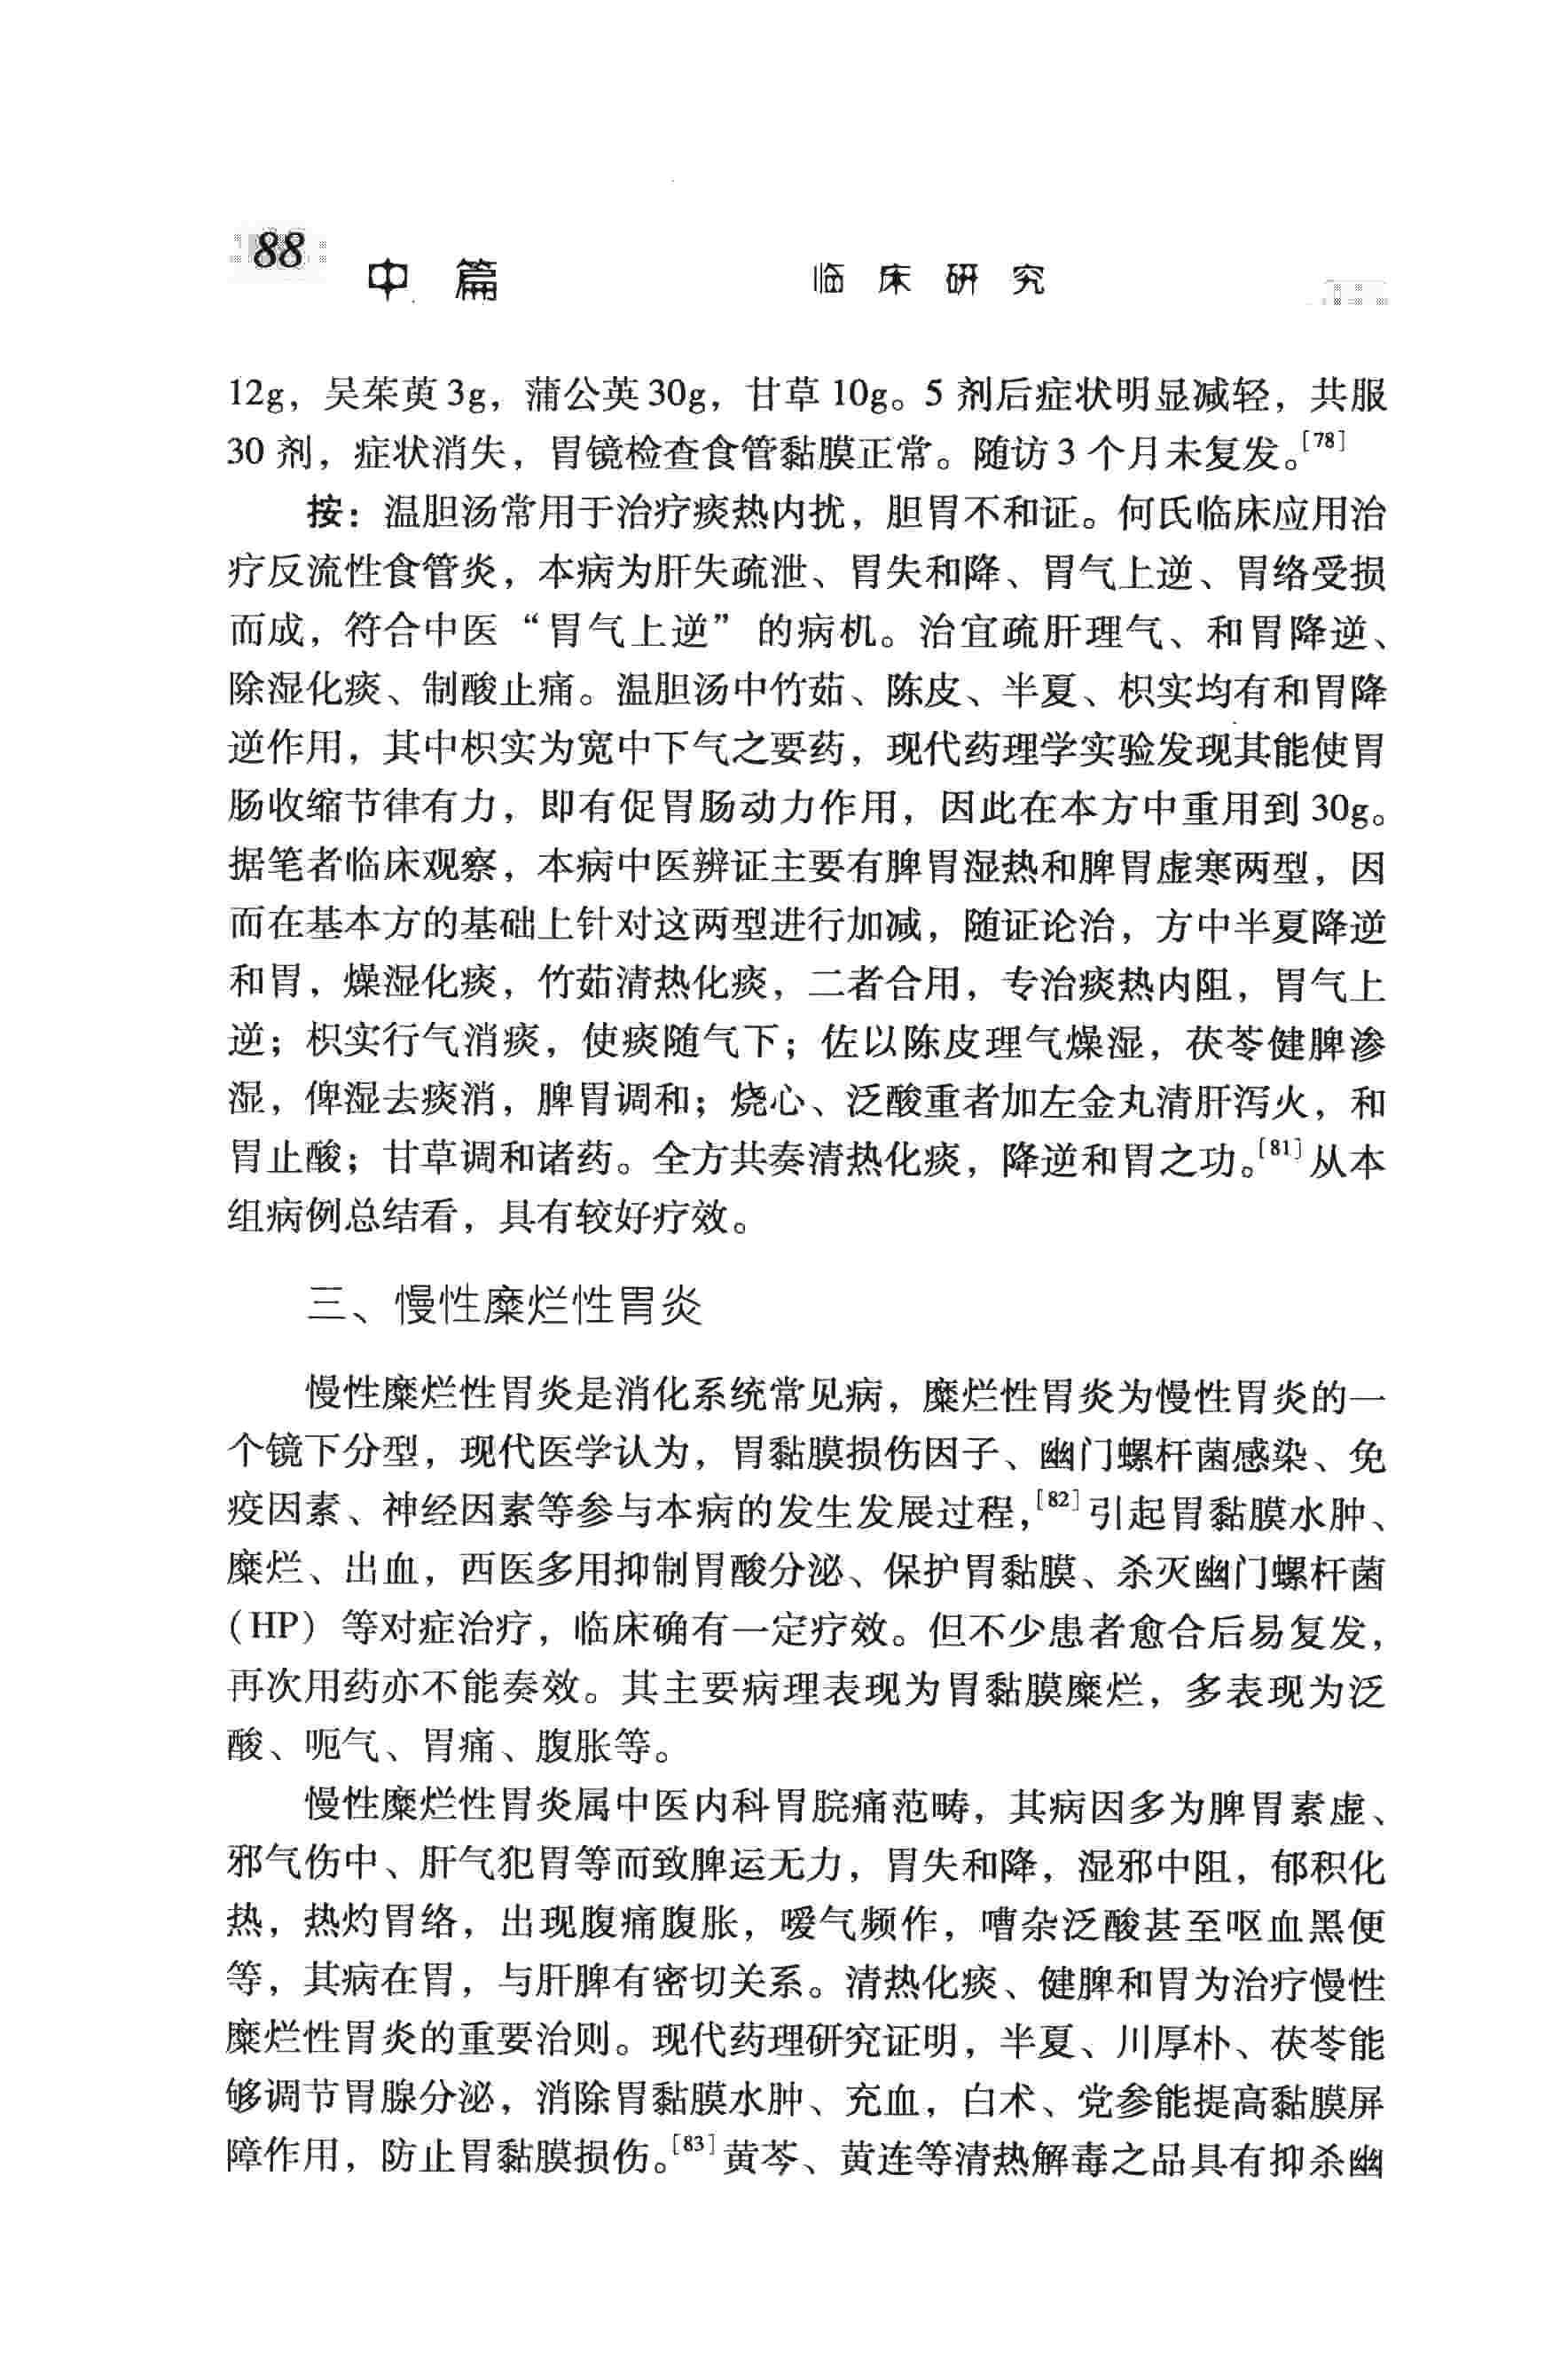 88
中 篇 临 床 研 究
12g，吴茱萸 3g，蒲公英 30g，甘草 10g。5 剂后症状明显减轻，共服
30 剂，症状消失，胃镜检查食管黏膜正常。随访 3 个月未复发。[78]
按：温胆汤常用于治疗痰热内扰，胆胃不和证。何氏临床应用治
疗反流性食管炎，本病为肝失疏泄、胃失和降、胃气上逆、胃络受损
而成，符合中医“胃气上逆”的病机。治宜疏肝理气、和胃降逆、
除湿化痰、制酸止痛。温胆汤中竹茹、陈皮、半夏、枳实均有和胃降
逆作用，其中枳实为宽中下气之要药，现代药理学实验发现其能使胃
肠收缩节律有力，即有促胃肠动力作用，因此在本方中重用到 30g。
据笔者临床观察，本病中医辨证主要有脾胃湿热和脾胃虚寒两型，因
而在基本方的基础上针对这两型进行加减，随证论治，方中半夏降逆
和胃，燥湿化痰，竹茹清热化痰，二者合用，专治痰热内阻，胃气上
逆；枳实行气消痰，使痰随气下；佐以陈皮理气燥湿，茯苓健脾渗
湿，俾湿去痰消，脾胃调和；烧心、泛酸重者加左金丸清肝泻火，和
胃止酸；甘草调和诸药。全方共奏清热化痰，降逆和胃之功。[81]从本
组病例总结看，具有较好疗效。
三、慢性糜烂性胃炎
慢性糜烂性胃炎是消化系统常见病，糜烂性胃炎为慢性胃炎的一
个镜下分型，现代医学认为，胃黏膜损伤因子、幽门螺杆菌感染、免
疫因素、神经因素等参与本病的发生发展过程，[82]引起胃黏膜水肿、
糜烂、出血，西医多用抑制胃酸分泌、保护胃黏膜、杀灭幽门螺杆菌
（HP）等对症治疗，临床确有一定疗效。但不少患者愈合后易复发，
再次用药亦不能奏效。其主要病理表现为胃黏膜糜烂，多表现为泛
酸、呃气、胃痛、腹胀等。
慢性糜烂性胃炎属中医内科胃脘痛范畴，其病因多为脾胃素虚、
邪气伤中、肝气犯胃等而致脾运无力，胃失和降，湿邪中阻，郁积化
热，热灼胃络，出现腹痛腹胀，嗳气频作，嘈杂泛酸甚至呕血黑便
等，其病在胃，与肝脾有密切关系。清热化痰、健脾和胃为治疗慢性
糜烂性胃炎的重要治则。现代药理研究证明，半夏、川厚朴、茯苓能
够调节胃腺分泌，消除胃黏膜水肿、充血，白术、党参能提高黏膜屏
障作用，防止胃黏膜损伤。[83]黄芩、黄连等清热解毒之品具有抑杀幽